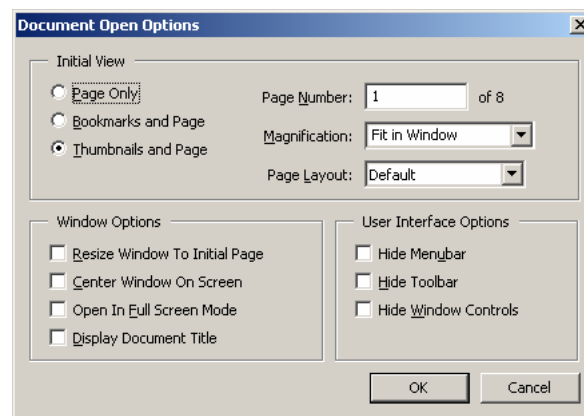 Document Open Options
Initial View
Page Only
Bookmarks and Page
Thumbnails and Page
Page Number: 1 of 8
Magnification: Fit in Window
Page Layout: Default
Window Options
Resize Window To Initial Page
Center Window On Screen
Open In Full Screen Mode
Display Document Title
User Interface Options
Hide Menubar
Hide Toolbar
Hide Window Controls
OK Cancel